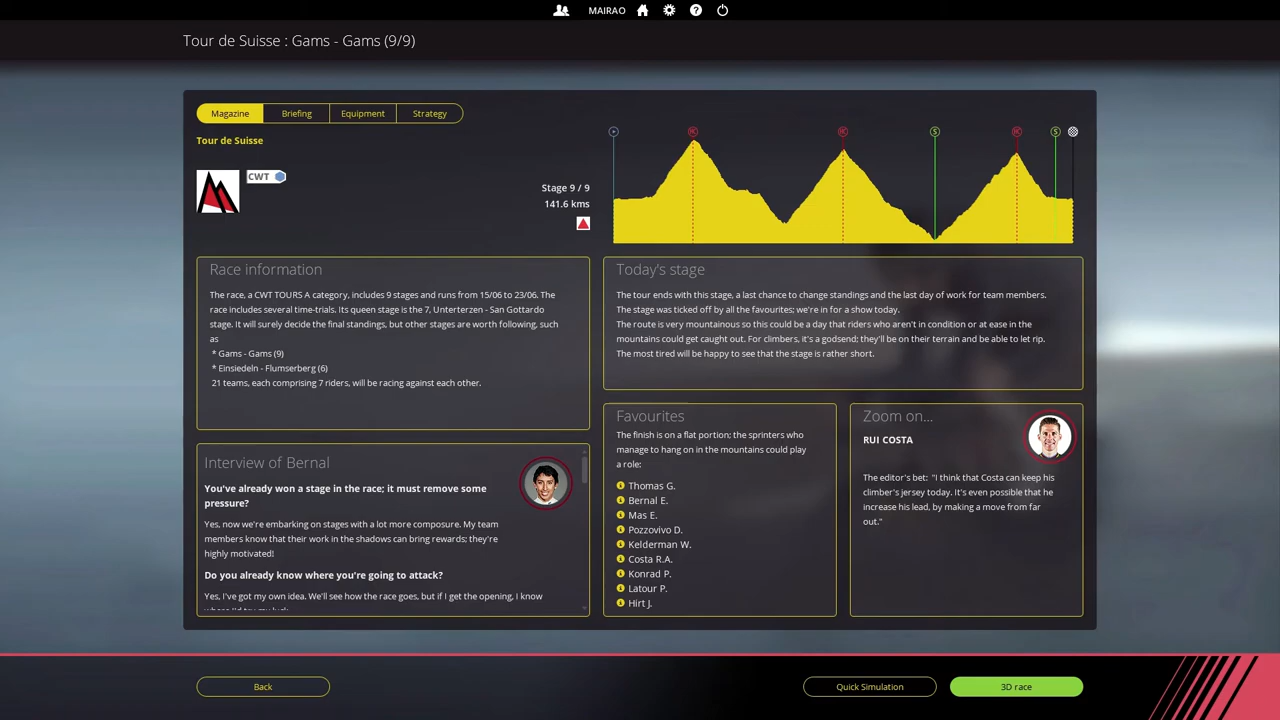 MAIRAO
Tour de Suisse : Gams - Gams (9/9)
Magazine
Briefing
Equipment
Strategy
Tour de Suisse
CWT
Stage 9 / 9
141.6 kms
HC
HC
S
HC
S
Race information
The race, a CWT TOURS A category, includes 9 stages and runs from 15/06 to 23/06. The
race includes several time-trials. Its queen stage is the 7, Unterterzen - San Gottardo
stage. It will surely decide the final standings, but other stages are worth following, such
as
* Gams - Gams (9)
* Einsiedeln - Flumserberg (6)
21 teams, each comprising 7 riders, will be racing against each other.
Today's stage
The tour ends with this stage, a last chance to change standings and the last day of work for team members.
The stage was ticked off by all the favourites; we're in for a show today.
The route is very mountainous so this could be a day that riders who aren't in condition or at ease in the
mountains could get caught out. For climbers, it's a godsend; they'll be on their terrain and be able to let rip.
The most tired will be happy to see that the stage is rather short.
Interview of Bernal
You've already won a stage in the race; it must remove some
pressure?
Yes, now we're embarking on stages with a lot more composure. My team
members know that their work in the shadows can bring rewards; they're
highly motivated!
Do you already know where you're going to attack?
Yes, I've got my own idea. We'll see how the race goes, but if I get the opening, I know
where I'd try my luck.
Favourites
The finish is on a flat portion; the sprinters who
manage to hang on in the mountains could play
a role:
Thomas G.
Bernal E.
Mas E.
Pozzovivo D.
Kelderman W.
Costa R.A.
Konrad P.
Latour P.
Hirt J.
Zoom on...
RUI COSTA
The editor's bet: "I think that Costa can keep his
climber's jersey today. It's even possible that he
increase his lead, by making a move from far
out."
Back
Quick Simulation
3D race